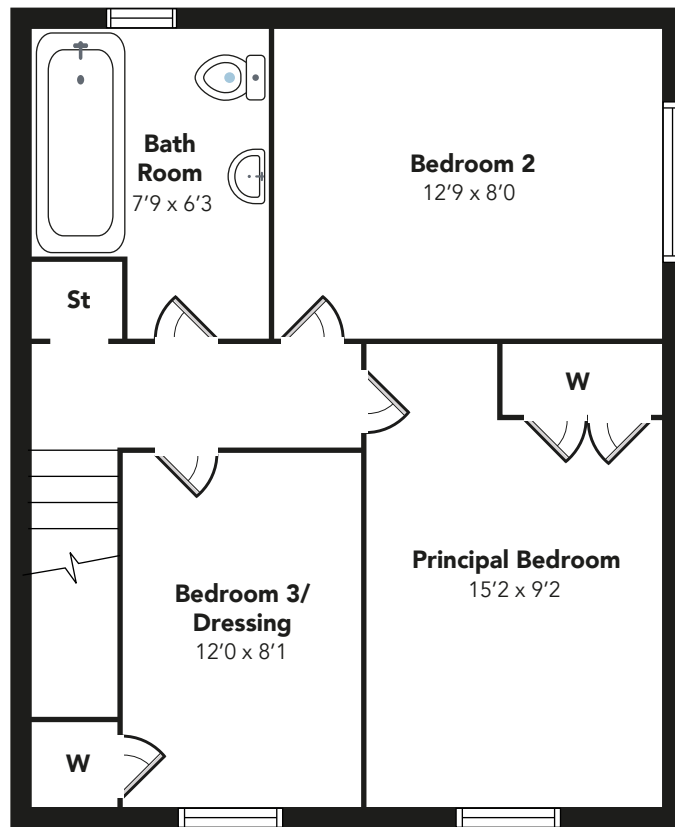 Bath
Room
7’9 x 6’3
Bedroom 2
12’9 x 8’0
St
W
Principal Bedroom
15’2 x 9’2
Bedroom 3/
Dressing
12’0 x 8’1
W